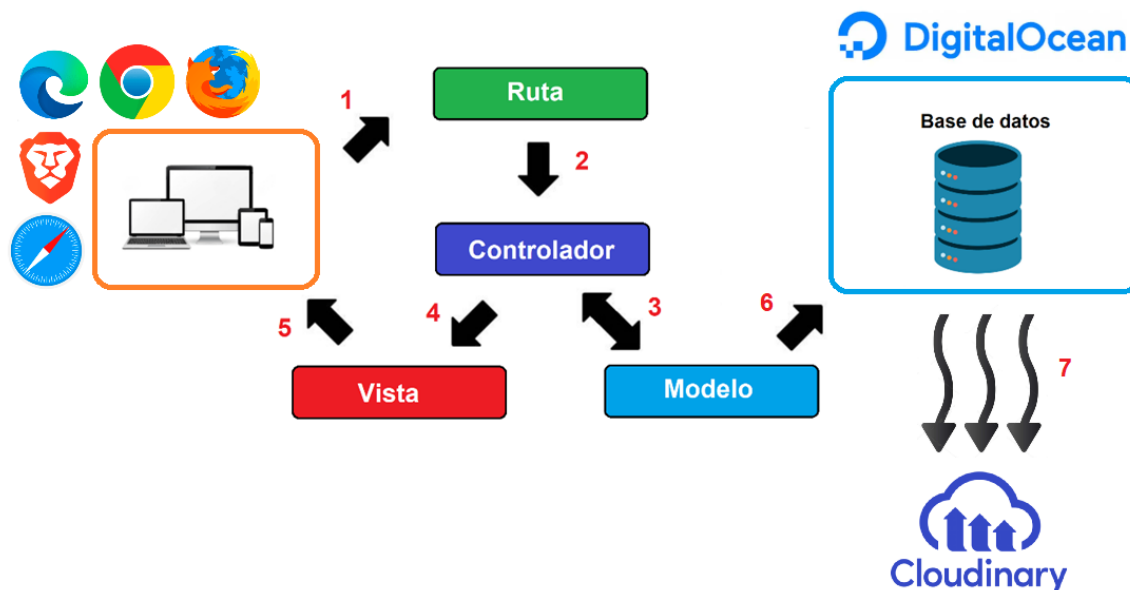 DigitalOcean
Ruta
1
2
Base de datos
Controlador
5
4
3
6
Vista
Modelo
7
Cloudinary